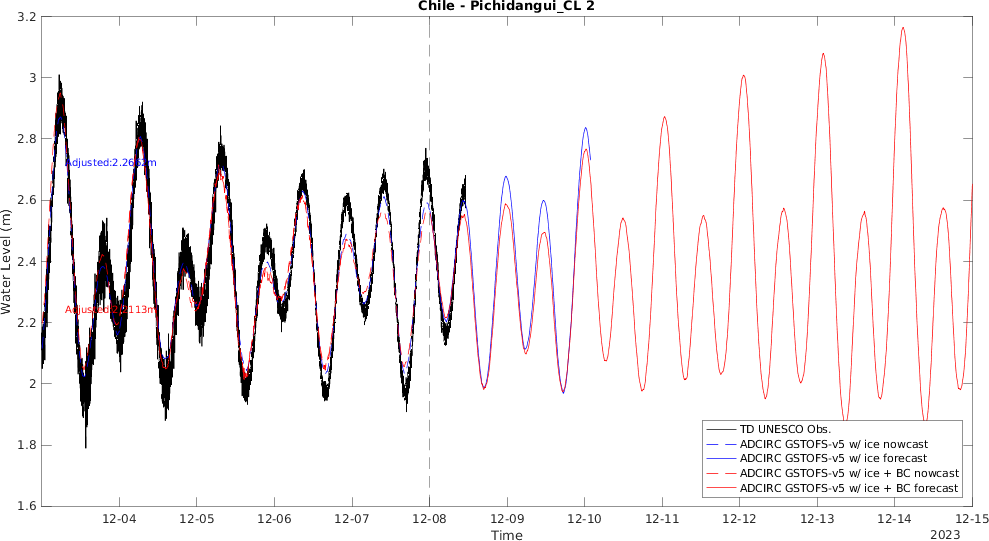 Chile - Pichidangui_CL 2
3.2
3
2.8
2.6
2.4
2.2
2
1.8
1.6
Water Level (m)
Adjusted:2.2
12-04
12-05
12-06
12-07
12-08
12-09
12-10
12-11
12-12
12-13
12-14
12-15
Time
2023
TD UNESCO Obs.
ADCIRC GSTOFS-v5 w/ ice nowcast
ADCIRC GSTOFS-v5 w/ ice forecast
ADCIRC GSTOFS-v5 w/ ice + BC nowcast
ADCIRC GSTOFS-v5 w/ ice + BC forecast